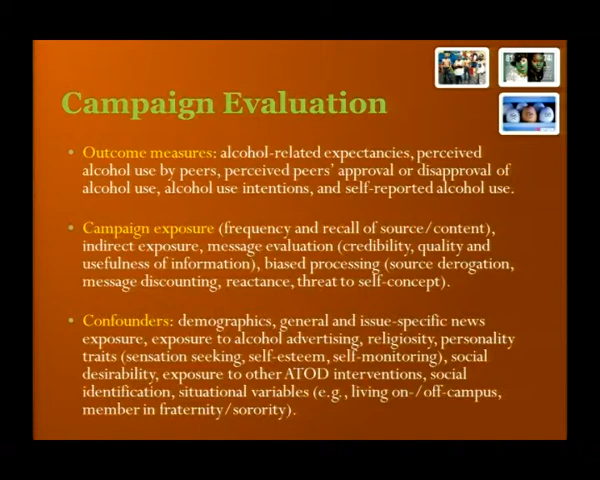 Campaign Evaluation
• Outcome measures: alcohol-related expectancies, perceived
alcohol use by peers, perceived peers' approval or disapproval of
alcohol use, alcohol use intentions, and self-reported alcohol use.
• Campaign exposure (frequency and recall of source/content),
indirect exposure, message evaluation (credibility, quality and
usefulness of information), biased processing (source derogation,
message discounting, reactance, threat to self-concept).
• Confounders: demographics, general and issue-specific news
exposure, exposure to alcohol advertising, religiosity, personality
traits (sensation seeking, self-esteem, self-monitoring), social
desirability, exposure to other ATOD interventions, social
identification, situational variables (e.g., living on-/off-campus,
member in fraternity/sorority).